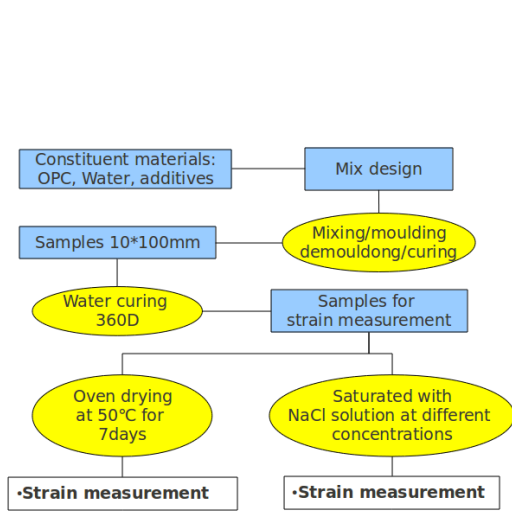 Constituent materials:
OPC, Water, additives
Mix design
Mixing/moulding
demouldong/curing
Samples 10*100mm
Water curing
360D
Samples for
strain measurement
Oven drying
at 50℃ for
7days
Saturated with
NaCl solution at different
concentrations
•Strain measurement
•Strain measurement